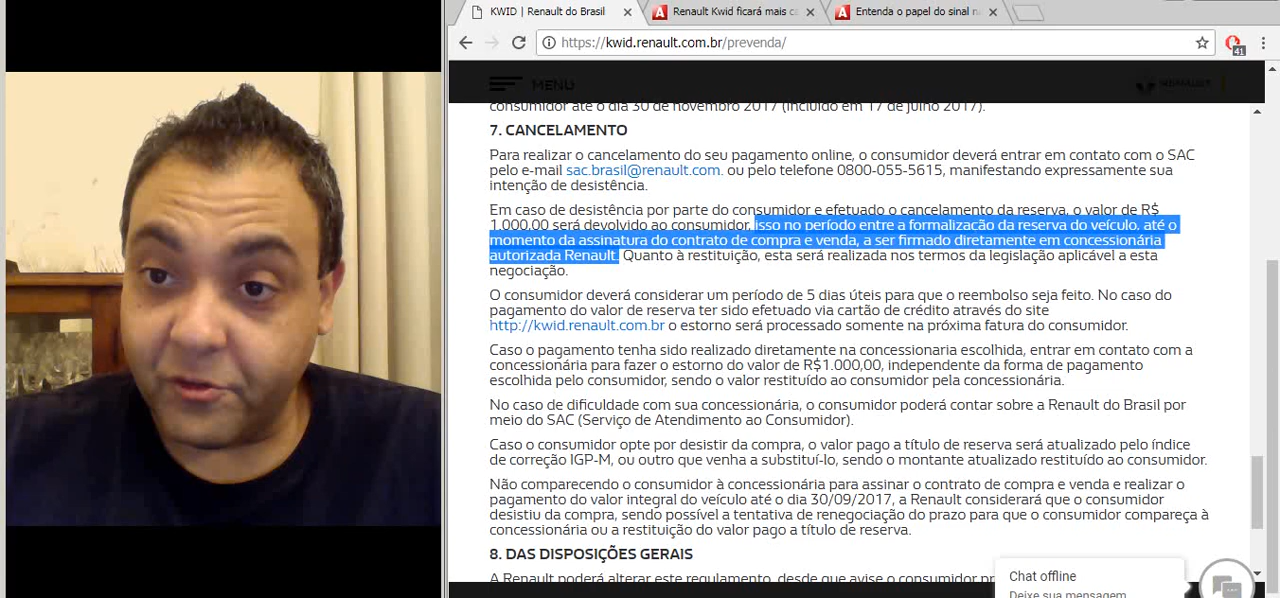 KWID | Renault do Brasil
Renault Kwid ficará mais ca
Entenda o papel do sinal n
https://kwid.renault.com.br/prevenda/
41
MENU
consumidor até o dia 30 de novembro 2017 (incluído em 17 de julho 2017).
7. CANCELAMENTO
Para realizar o cancelamento do seu pagamento online, o consumidor deverá entrar em contato com o SAC
pelo e-mail sac.brasil@renault.com. ou pelo telefone 0800-055-5615, manifestando expressamente sua
intenção de desistência.
Em caso de desistência por parte do consumidor e efetuado o cancelamento da reserva, o valor de R$
1.000,00 será devolvido ao consumidor, isso no período entre a formalização da reserva do veículo, até o
momento da assinatura do contrato de compra e venda, a ser firmado diretamente em concessionária
autorizada Renault. Quanto à restituição, esta será realizada nos termos da legislação aplicável a esta
negociação.
O consumidor deverá considerar um período de 5 dias úteis para que o reembolso seja feito. No caso do
pagamento do valor de reserva ter sido efetuado via cartão de crédito através do site
http://kwid.renault.com.br o estorno será processado somente na próxima fatura do consumidor.
Caso o pagamento tenha sido realizado diretamente na concessionaria escolhida, entrar em contato com a
concessionária para fazer o estorno do valor de R$1.000,00, independente da forma de pagamento
escolhida pelo consumidor, sendo o valor restituído ao consumidor pela concessionária.
No caso de dificuldade com sua concessionária, o consumidor poderá contar sobre a Renault do Brasil por
meio do SAC (Serviço de Atendimento ao Consumidor).
Caso o consumidor opte por desistir da compra, o valor pago a título de reserva será atualizado pelo índice
de correção IGP-M, ou outro que venha a substituí-lo, sendo o montante atualizado restituído ao consumidor.
Não comparecendo o consumidor à concessionária para assinar o contrato de compra e venda e realizar o
pagamento do valor integral do veículo até o dia 30/09/2017, a Renault considerará que o consumidor
desistiu da compra, sendo possível a tentativa de renegociação do prazo para que o consumidor compareça à
concessionária ou a restituição do valor pago a título de reserva.
8. DAS DISPOSIÇÕES GERAIS
A Renault poderá alterar este regulamento, desde que avise o consumidor
Chat offline
Deixe sua mensagem